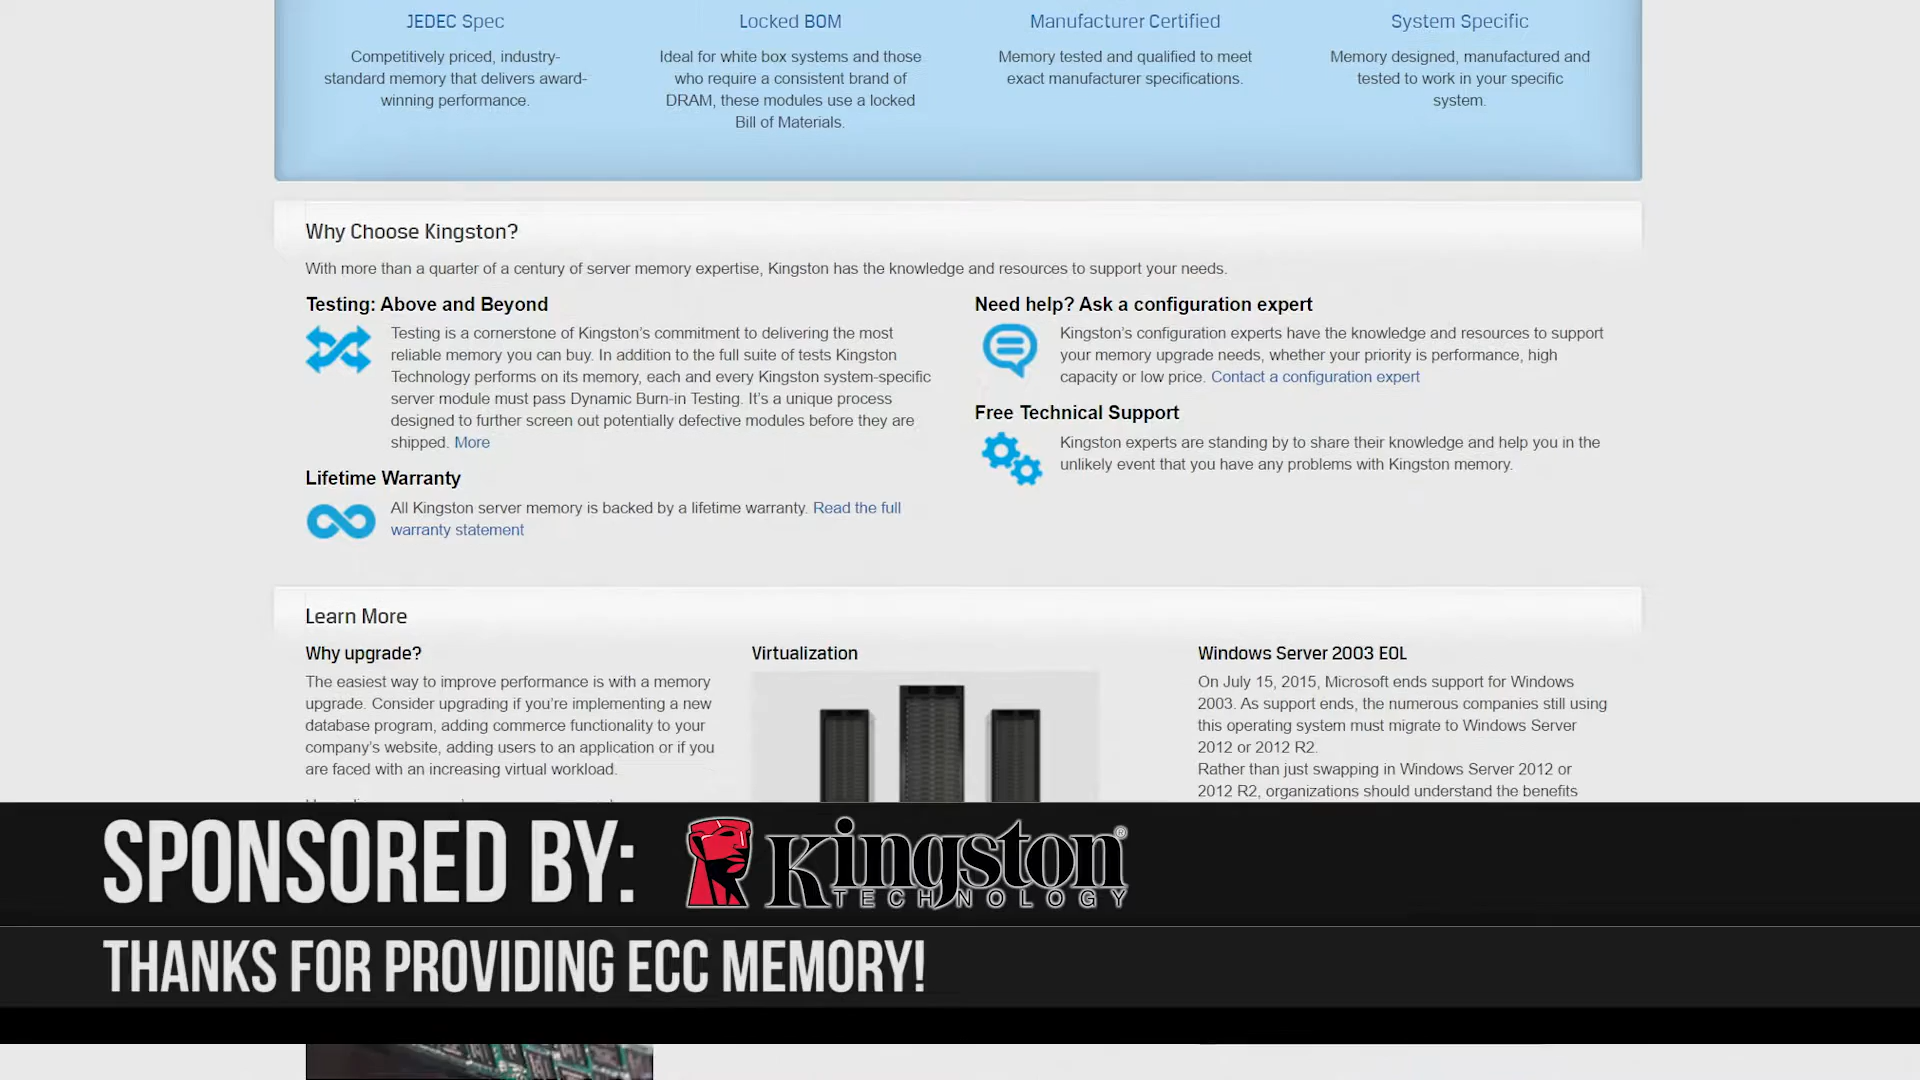 JEDEC Spec
Competitively priced, industry-
standard memory that delivers award-
winning performance.
Locked BOM
Ideal for white box systems and those
who require a consistent brand of
DRAM, these modules use a locked
Bill of Materials.
Manufacturer Certified
Memory tested and qualified to meet
exact manufacturer specifications.
System Specific
Memory designed, manufactured and
tested to work in your specific
system.
Why Choose Kingston?
With more than a quarter of a century of server memory expertise, Kingston has the knowledge and resources to support your needs.
Testing: Above and Beyond
Testing is a cornerstone of Kingston's commitment to delivering the most
reliable memory you can buy. In addition to the full suite of tests Kingston
Technology performs on its memory, each and every Kingston system-specific
server module must pass Dynamic Burn-in Testing. It's a unique process
designed to further screen out potentially defective modules before they are
shipped. More
Lifetime Warranty
All Kingston server memory is backed by a lifetime warranty. Read the full
warranty statement
Need help? Ask a configuration expert
Kingston's configuration experts have the knowledge and resources to support
your memory upgrade needs, whether your priority is performance, high
capacity or low price. Contact a configuration expert
Free Technical Support
Kingston experts are standing by to share their knowledge and help you in the
unlikely event that you have any problems with Kingston memory.
Learn More
Why upgrade?
The easiest way to improve performance is with a memory
upgrade. Consider upgrading if you're implementing a new
database program, adding commerce functionality to your
company's website, adding users to an application or if you
are faced with an increasing virtual workload.
Virtualization
Windows Server 2003 EOL
On July 15, 2015, Microsoft ends support for Windows
2003. As support ends, the numerous companies still using
this operating system must migrate to Windows Server
2012 or 2012 R2.
Rather than just swapping in Windows Server 2012 or
2012 R2, organizations should understand the benefits
SPONSORED BY: Kingston®
TECHNOLOGY
THANKS FOR PROVIDING ECC MEMORY!